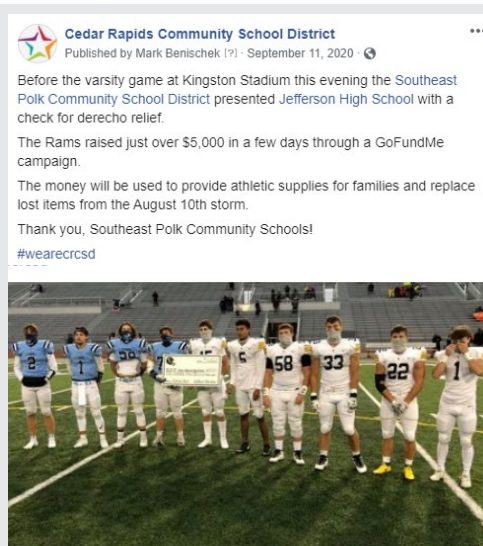 Cedar Rapids Community School District
Published by Mark Benischek [?] · September 11, 2020 ·
Before the varsity game at Kingston Stadium this evening the Southeast
Polk Community School District presented Jefferson High School with a
check for derecho relief.
The Rams raised just over $5,000 in a few days through a GoFundMe
campaign.
The money will be used to provide athletic supplies for families and replace
lost items from the August 10th storm.
Thank you, Southeast Polk Community Schools!
#wearecrcsd
2
1
5
58
33
22
1